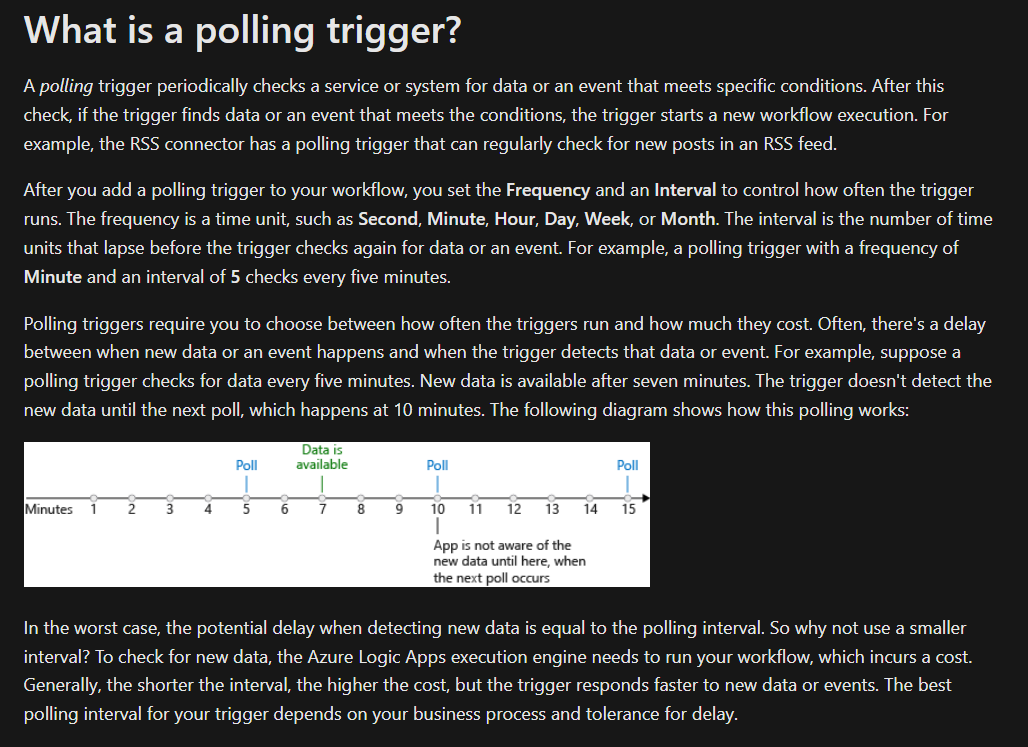 What is a polling trigger?
A polling trigger periodically checks a service or system for data or an event that meets specific conditions. After this
check, if the trigger finds data or an event that meets the conditions, the trigger starts a new workflow execution. For
example, the RSS connector has a polling trigger that can regularly check for new posts in an RSS feed.
After you add a polling trigger to your workflow, you set the Frequency and an Interval to control how often the trigger
runs. The frequency is a time unit, such as Second, Minute, Hour, Day, Week, or Month. The interval is the number of time
units that lapse before the trigger checks again for data or an event. For example, a polling trigger with a frequency of
Minute and an interval of 5 checks every five minutes.
Polling triggers require you to choose between how often the triggers run and how much they cost. Often, there's a delay
between when new data or an event happens and when the trigger detects that data or event. For example, suppose a
polling trigger checks for data every five minutes. New data is available after seven minutes. The trigger doesn't detect the
new data until the next poll, which happens at 10 minutes. The following diagram shows how this polling works:
Data is
available
Poll
Poll
Poll
Minutes 1 2 3 4 5 6 7 8 9 10 11 12 13 14 15
App is not aware of the
new data until here, when
the next poll occurs
In the worst case, the potential delay when detecting new data is equal to the polling interval. So why not use a smaller
interval? To check for new data, the Azure Logic Apps execution engine needs to run your workflow, which incurs a cost.
Generally, the shorter the interval, the higher the cost, but the trigger responds faster to new data or events. The best
polling interval for your trigger depends on your business process and tolerance for delay.